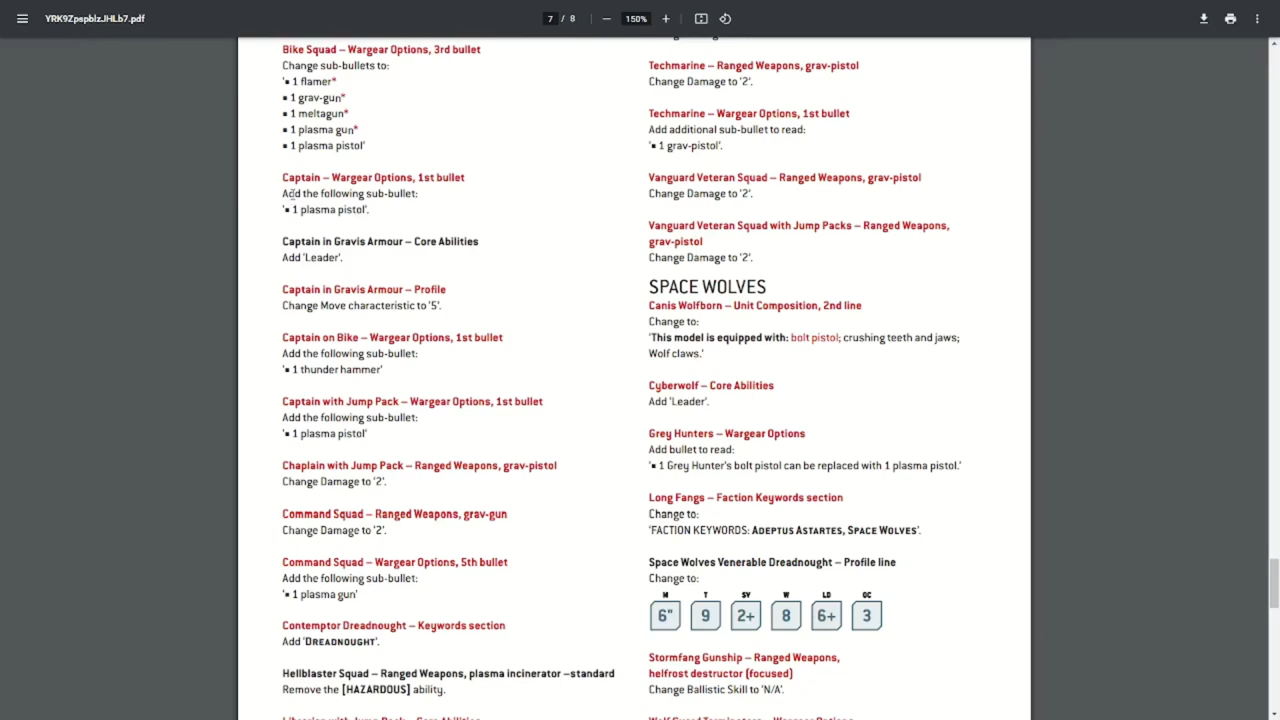 YRK9ZpspbizJHLb7.pdf
7 / 8
150%
Bike Squad – Wargear Options, 3rd bullet
Change sub-bullets to:
'▪ 1 flamer*
▪ 1 grav-gun*
▪ 1 meltagun*
▪ 1 plasma gun*
▪ 1 plasma pistol'
Captain – Wargear Options, 1st bullet
Add the following sub-bullet:
'▪ 1 plasma pistol'.
Captain in Gravis Armour – Core Abilities
Add 'Leader'.
Captain in Gravis Armour – Profile
Change Move characteristic to '5'.
Captain on Bike – Wargear Options, 1st bullet
Add the following sub-bullet:
'▪ 1 thunder hammer'
Captain with Jump Pack – Wargear Options, 1st bullet
Add the following sub-bullet:
'▪ 1 plasma pistol'
Chaplain with Jump Pack – Ranged Weapons, grav-pistol
Change Damage to '2'.
Command Squad – Ranged Weapons, grav-gun
Change Damage to '2'.
Command Squad – Wargear Options, 5th bullet
Add the following sub-bullet:
'▪ 1 plasma gun'
Contemptor Dreadnought – Keywords section
Add 'DREADNOUGHT'.
Hellblaster Squad – Ranged Weapons, plasma incinerator –standard
Remove the [HAZARDOUS] ability.
Techmarine – Ranged Weapons, grav-pistol
Change Damage to '2'.
Techmarine – Wargear Options, 1st bullet
Add additional sub-bullet to read:
'▪ 1 grav-pistol'.
Vanguard Veteran Squad – Ranged Weapons, grav-pistol
Change Damage to '2'.
Vanguard Veteran Squad with Jump Packs – Ranged Weapons,
grav-pistol
Change Damage to '2'.
SPACE WOLVES
Canis Wolfborn – Unit Composition, 2nd line
Change to:
'This model is equipped with: bolt pistol; crushing teeth and jaws;
Wolf claws.'
Cyberwolf – Core Abilities
Add 'Leader'.
Grey Hunters – Wargear Options
Add bullet to read:
'▪ 1 Grey Hunter's bolt pistol can be replaced with 1 plasma pistol.'
Long Fangs – Faction Keywords section
Change to:
'FACTION KEYWORDS: ADEPTUS ASTARTES, SPACE WOLVES'.
Space Wolves Venerable Dreadnought – Profile line
Change to:
M T SV W LD OC
6" 9 2+ 8 6+ 3
Stormfang Gunship – Ranged Weapons,
helfrost destructor (focused)
Change Ballistic Skill to 'N/A'.